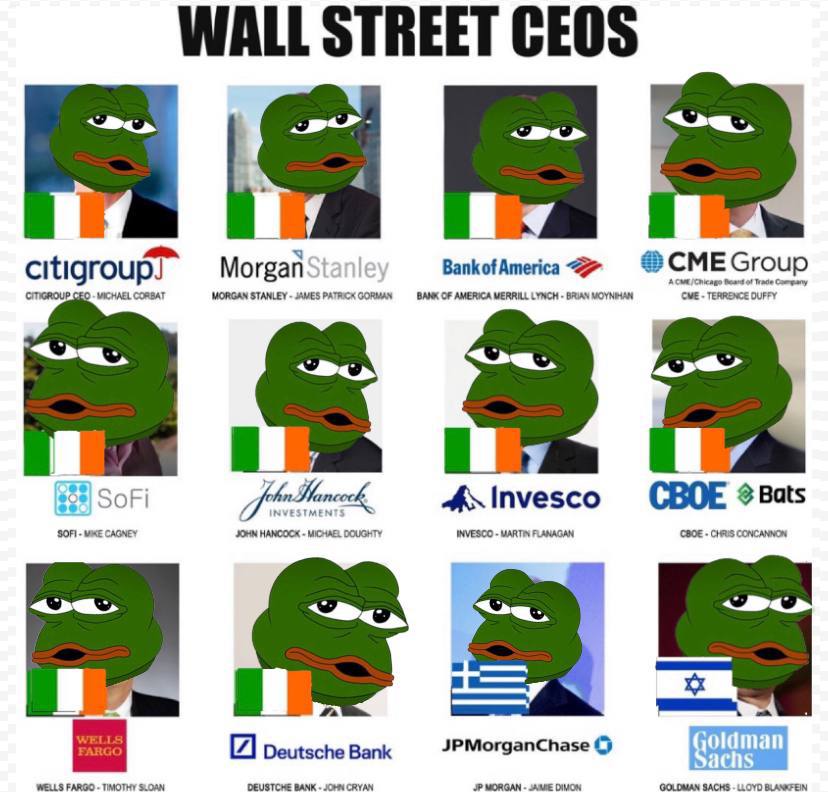 WALL STREET CEOS
citigroup
MorganStanley
Bank of America
CME Group
A CME/Chicago Board of Trade Company
CITIGROUP CEO - MICHAEL CORBAT
MORGAN STANLEY - JAMES PATRICK GORMAN
BANK OF AMERICA MERRILL LYNCH - BRIAN MOYNIHAN
CME - TERRENCE DUFFY
SoFi
John Hancock
INVESTMENTS
Invesco
CBOE Bats
SOFI - MIKE CAGNEY
JOHN HANCOCK - MICHAEL DOUGHTY
INVESCO - MARTIN FLANAGAN
CBOE - CHRIS CONCANNON
WELLS
FARGO
Deutsche Bank
JPMorganChase
Goldman
Sachs
WELLS FARGO - TIMOTHY SLOAN
DEUSTCHE BANK - JOHN CRYAN
JP MORGAN - JAIMIE DIMON
GOLDMAN SACHS - LLOYD BLANKFEIN